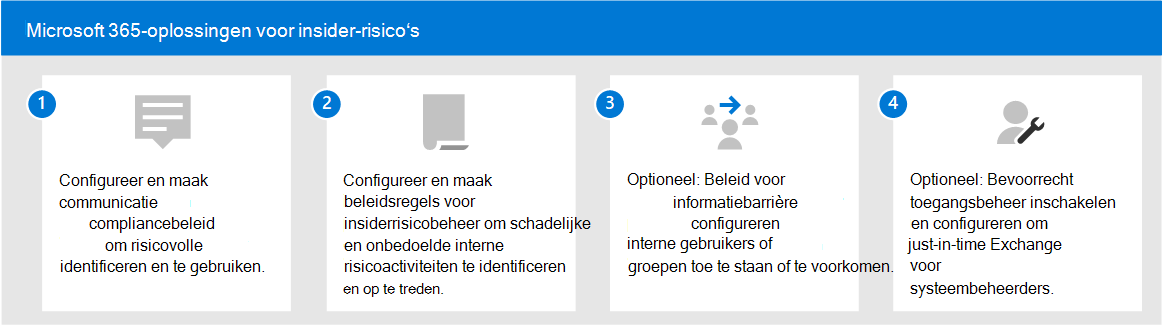 Microsoft 365-oplossingen voor insider-risico‘s
1
Configureer en maak
communicatie
compliancebeleid
om risicovolle
identificeren en te gebruiken.
2
Configureer en maak
beleidsregels voor
insiderrisicobeheer om schadelijke
en onbedoelde interne
risicoactiviteiten te identificeren
en op te treden.
3
Optioneel: Beleid voor
informatiebarrière
configureren
interne gebruikers of
groepen toe te staan of te voorkomen.
4
Optioneel: Bevoorrecht
toegangsbeheer inschakelen
en configureren om
just-in-time Exchange
voor
systeembeheerders.